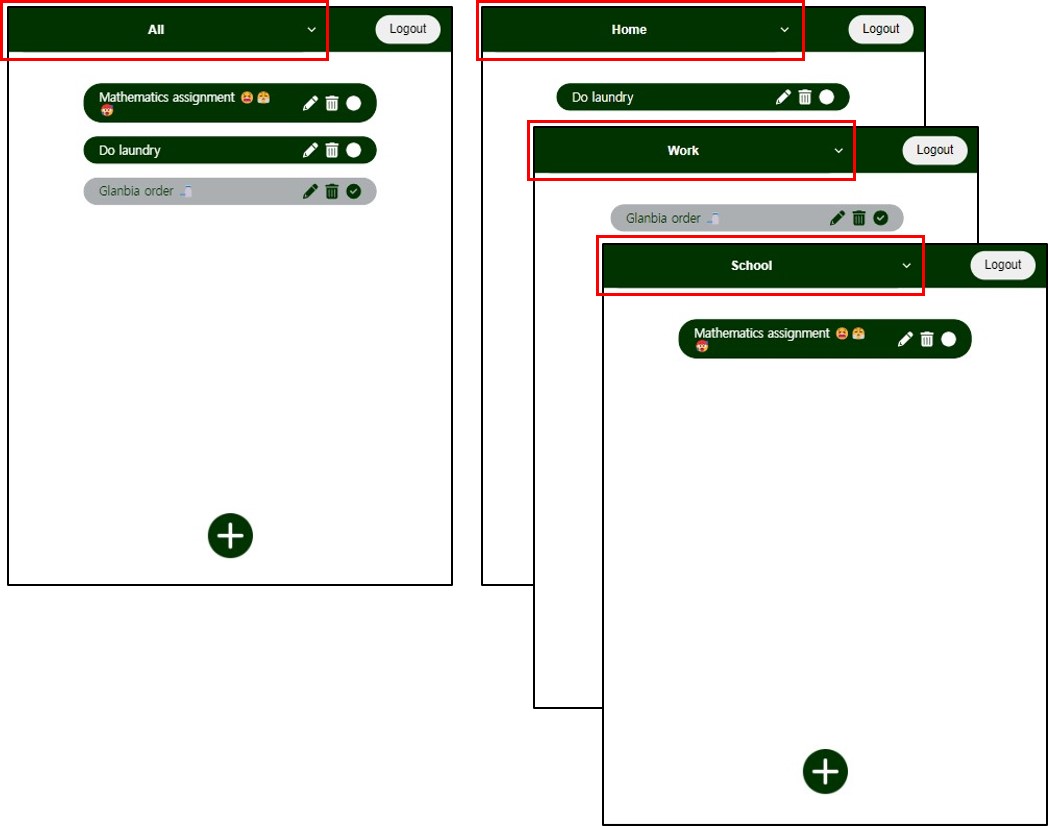 All
Logout
Mathematics assignment 😫 😤
🤯
Do laundry
Glanbia order
Home
Logout
Do laundry
Work
Logout
Glanbia order
School
Logout
Mathematics assignment 😫 😤
🤯